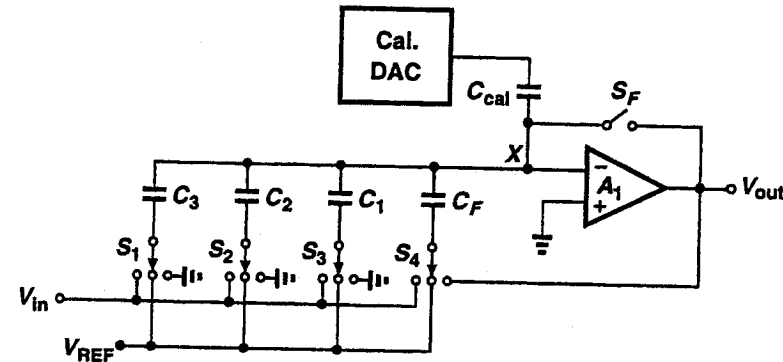 Cal.
DAC
C_cal
S_F
X
−
A_1
+
V_out
C_3
C_2
C_1
C_F
S_1
S_2
S_3
S_4
V_in
V_REF